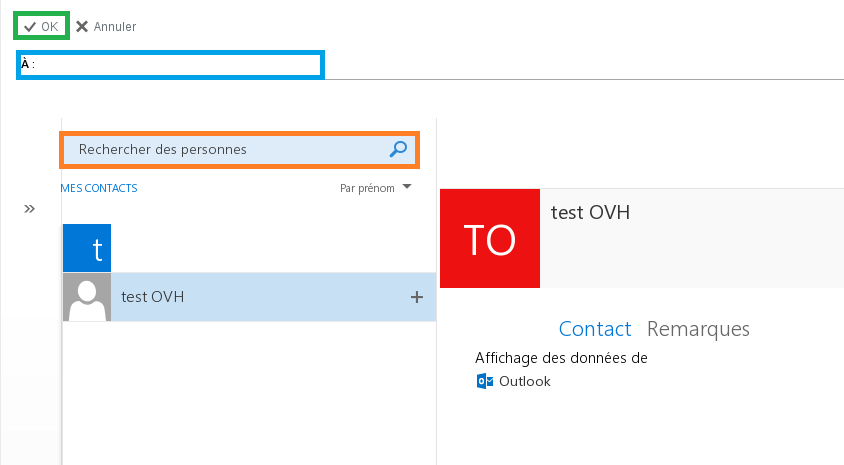 OK Annuler
À :
Rechercher des personnes
MES CONTACTS Par prénom
t
test OVH
TO test OVH
Contact Remarques
Affichage des données de
Outlook